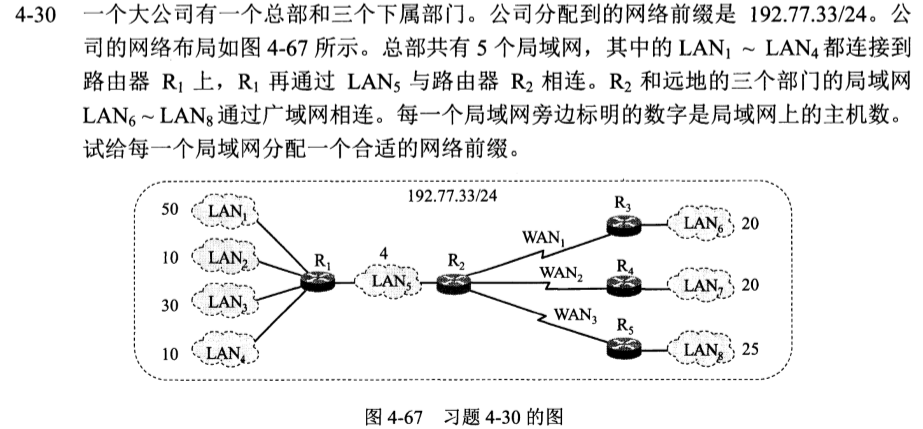 4-30 一个大公司有一个总部和三个下属部门。公司分配到的网络前缀是 192.77.33/24。公
司的网络布局如图 4-67 所示。总部共有 5 个局域网，其中的 LAN₁ ~ LAN₄ 都连接到
路由器 R₁ 上，R₁ 再通过 LAN₅ 与路由器 R₂ 相连。R₂ 和远地的三个部门的局域网
LAN₆ ~ LAN₈ 通过广域网相连。每一个局域网旁边标明的数字是局域网上的主机数。
试给每一个局域网分配一个合适的网络前缀。
192.77.33/24
50 LAN₁
10 LAN₂
30 LAN₃
10 LAN₄
R₁
4
LAN₅
R₂
WAN₁
WAN₂
WAN₃
R₃
LAN₆ 20
R₄
LAN₇ 20
R₅
LAN₈ 25
图 4-67 习题 4-30 的图